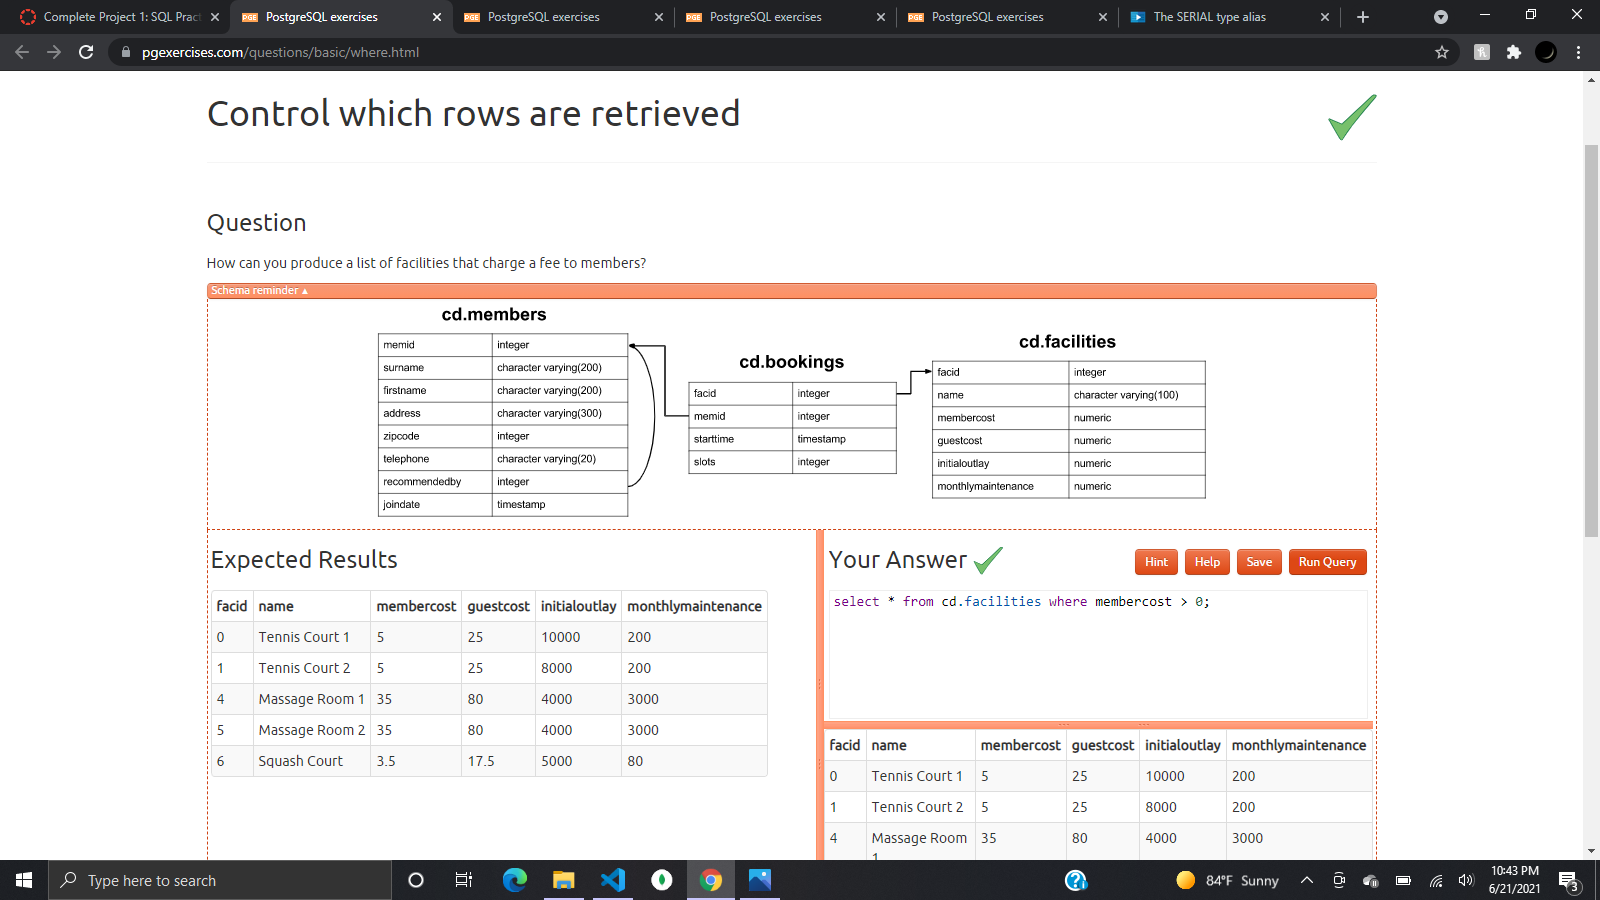 Complete Project 1: SQL Pract
PostgreSQL exercises
PostgreSQL exercises
PostgreSQL exercises
PostgreSQL exercises
The SERIAL type alias
pgexercises.com/questions/basic/where.html
Control which rows are retrieved
Question
How can you produce a list of facilities that charge a fee to members?
Schema reminder ▲
cd.members
memid integer
surname character varying(200)
firstname character varying(200)
address character varying(300)
zipcode integer
telephone character varying(20)
recommendedby integer
joindate timestamp
cd.bookings
facid integer
memid integer
starttime timestamp
slots integer
cd.facilities
facid integer
name character varying(100)
membercost numeric
guestcost numeric
initialoutlay numeric
monthlymaintenance numeric
Expected Results
facid name membercost guestcost initialoutlay monthlymaintenance
0 Tennis Court 1 5 25 10000 200
1 Tennis Court 2 5 25 8000 200
4 Massage Room 1 35 80 4000 3000
5 Massage Room 2 35 80 4000 3000
6 Squash Court 3.5 17.5 5000 80
Your Answer
Hint Help Save Run Query
select * from cd.facilities where membercost > 0;
facid name membercost guestcost initialoutlay monthlymaintenance
0 Tennis Court 1 5 25 10000 200
1 Tennis Court 2 5 25 8000 200
4 Massage Room 35 80 4000 3000
1
Type here to search
84°F Sunny
10:43 PM
6/21/2021
3